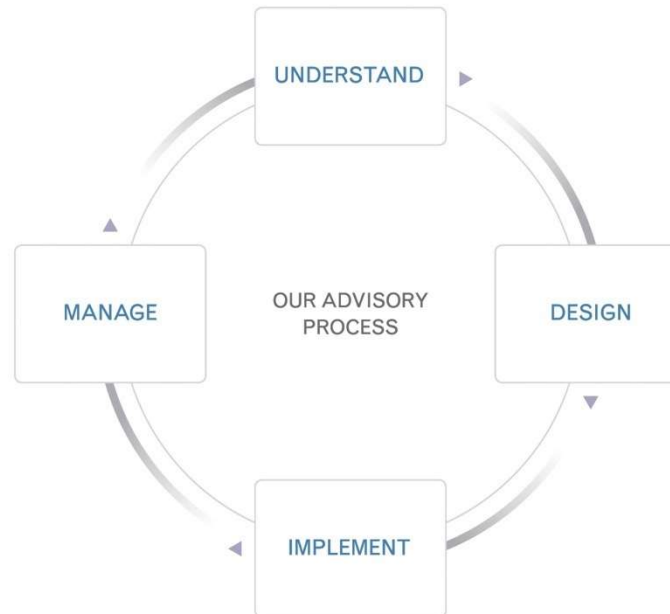 UNDERSTAND
MANAGE
OUR ADVISORY
PROCESS
DESIGN
IMPLEMENT